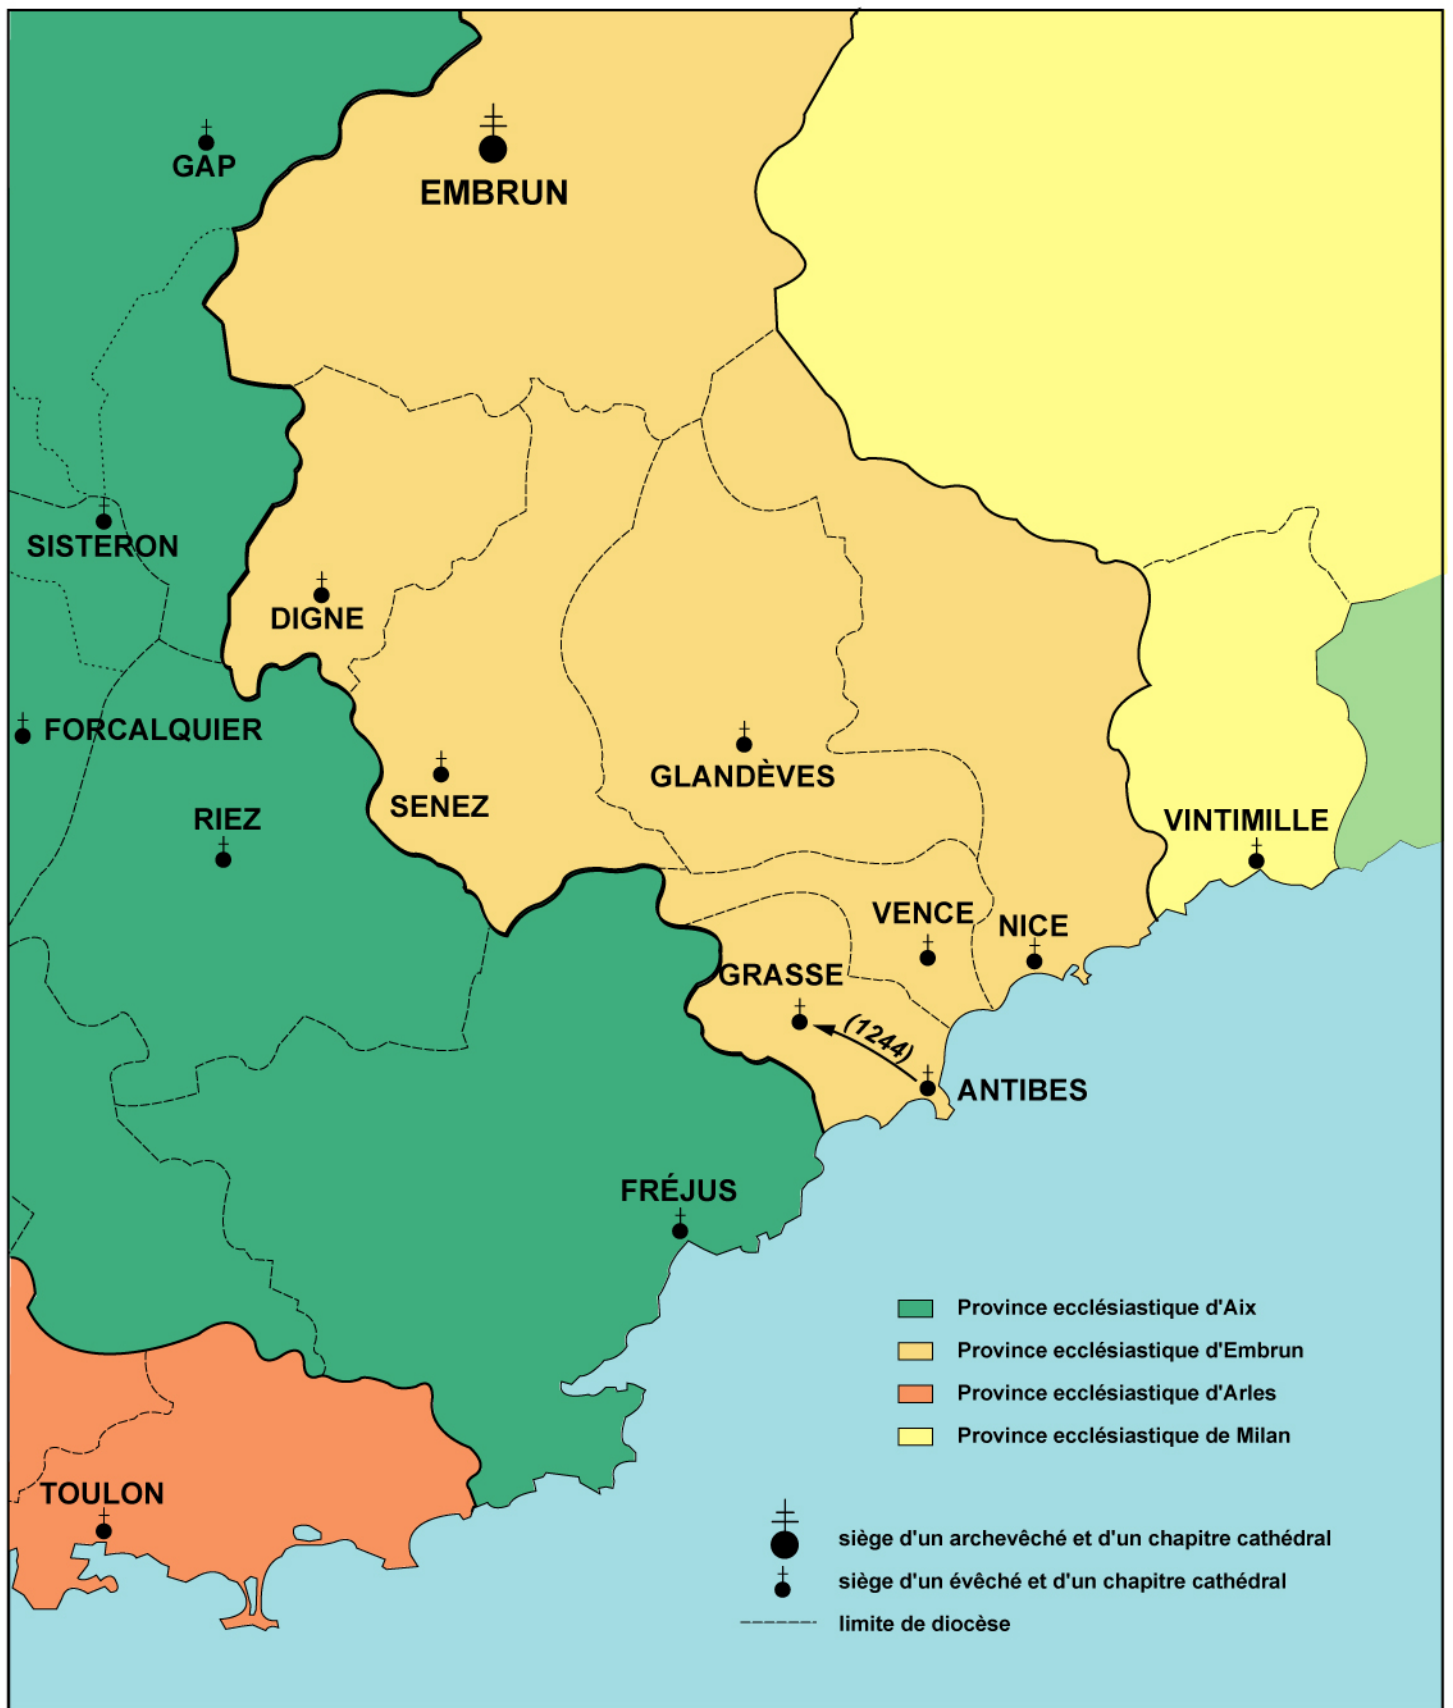 GAP
EMBRUN
SISTERON
DIGNE
FORCALQUIER
GLANDÈVES
SENEZ
RIEZ
VINTIMILLE
VENCE
NICE
GRASSE
(1244)
ANTIBES
FRÉJUS
Province ecclésiastique d'Aix
Province ecclésiastique d'Embrun
Province ecclésiastique d'Arles
Province ecclésiastique de Milan
TOULON
siège d'un archevêché et d'un chapitre cathédral
siège d'un évêché et d'un chapitre cathédral
limite de diocèse